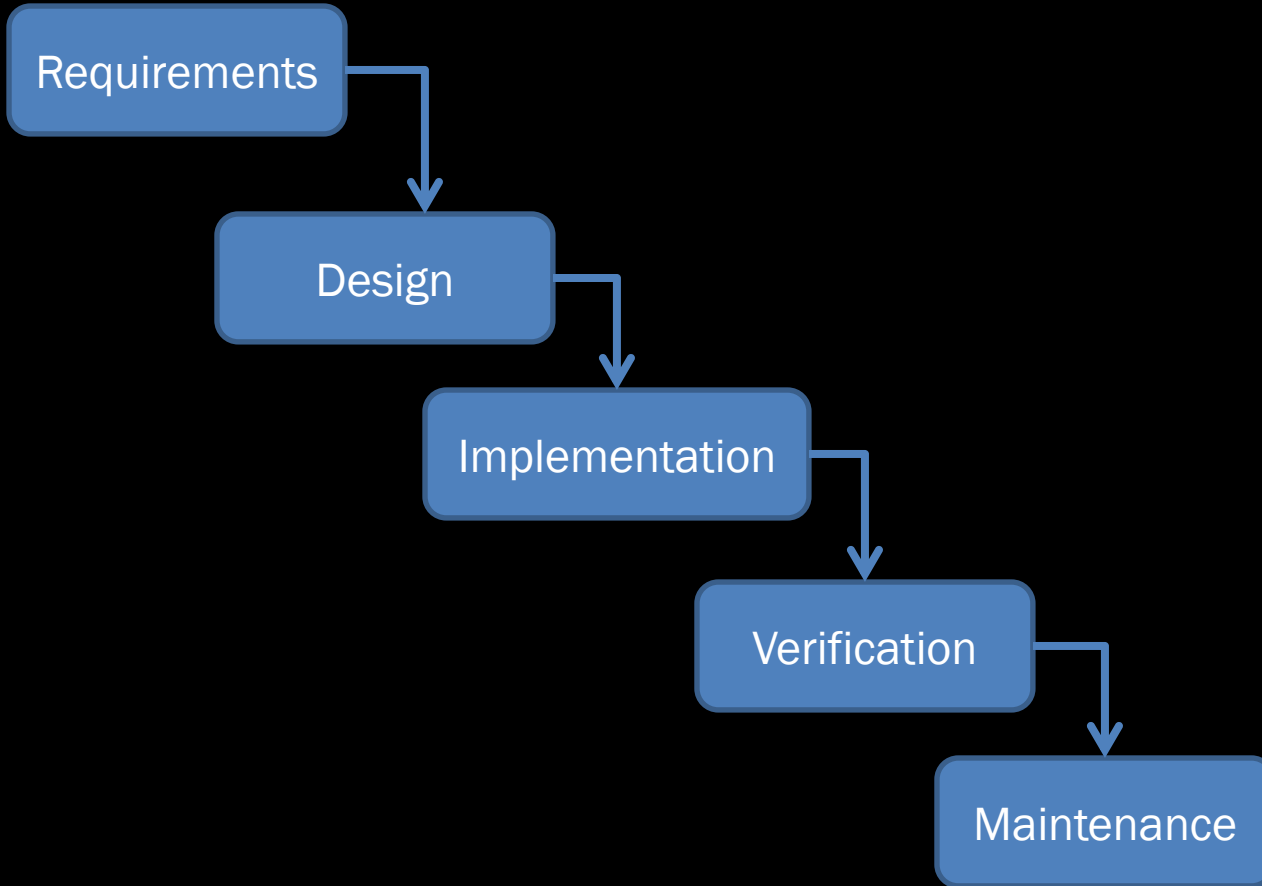 Requirements
Design
Implementation
Verification
Maintenance